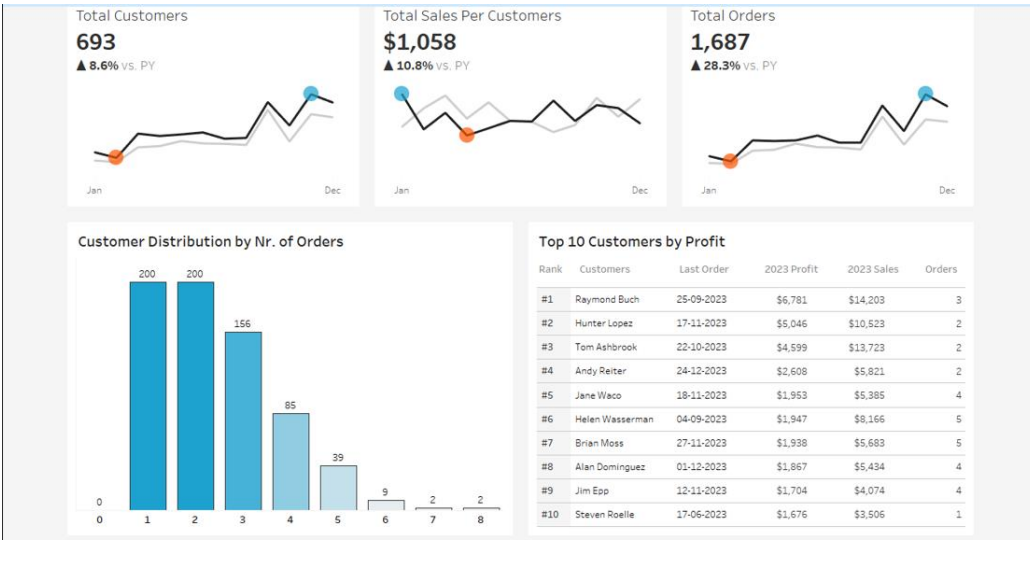 Total Customers
693
▲ 8.6% vs. PY
Jan Dec
Total Sales Per Customers
$1,058
▲ 10.8% vs. PY
Jan Dec
Total Orders
1,687
▲ 28.3% vs. PY
Jan Dec
Customer Distribution by Nr. of Orders
0 200 200 156 85 39 9 2 2
0 1 2 3 4 5 6 7 8
Top 10 Customers by Profit
Rank Customers Last Order 2023 Profit 2023 Sales Orders
#1 Raymond Buch 25-09-2023 $6,781 $14,203 3
#2 Hunter Lopez 17-11-2023 $5,046 $10,523 2
#3 Tom Ashbrook 22-10-2023 $4,599 $13,723 2
#4 Andy Reiter 24-12-2023 $2,608 $5,821 2
#5 Jane Waco 18-11-2023 $1,953 $5,385 4
#6 Helen Wasserman 04-09-2023 $1,947 $8,166 5
#7 Brian Moss 27-11-2023 $1,938 $5,683 5
#8 Alan Dominguez 01-12-2023 $1,867 $5,434 4
#9 Jim Epp 12-11-2023 $1,704 $4,074 4
#10 Steven Roelle 17-06-2023 $1,676 $3,506 1